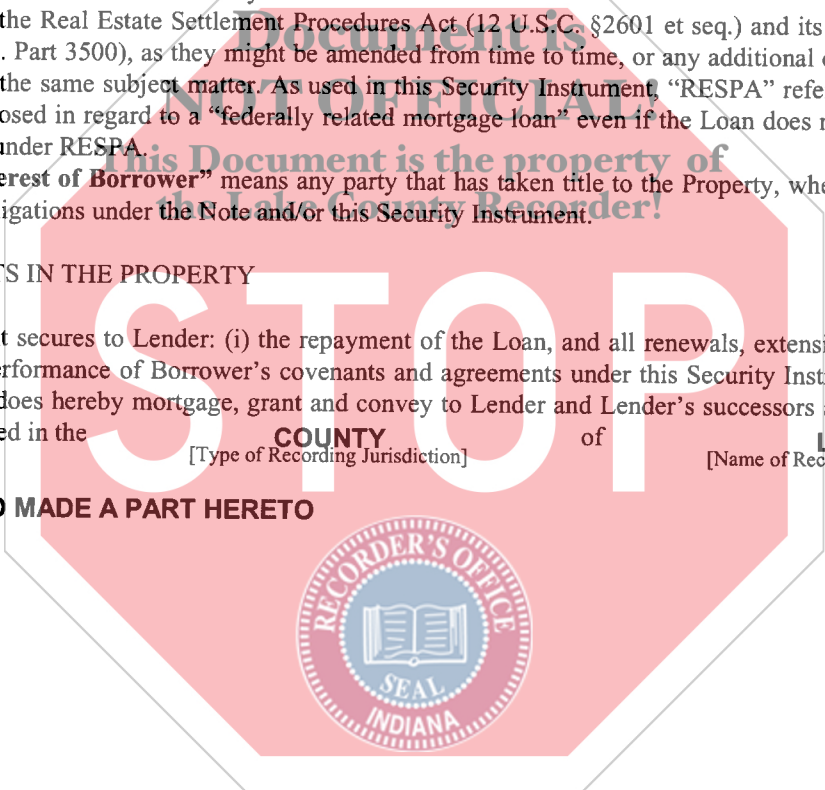 the Real Estate Settlement Procedures Act (12 U.S.C. §2601 et seq.) and its
. Part 3500), as they might be amended from time to time, or any additional
the same subject matter. As used in this Security Instrument, “RESPA” refe
osed in regard to a “federally related mortgage loan” even if the Loan does
under RESPA.
erest of Borrower” means any party that has taken title to the Property, whe
igations under the Note and/or this Security Instrument.
Document is
NOT OFFICIAL!
This Document is the property of
the Lake County Recorder!
TS IN THE PROPERTY
STOP
t secures to Lender: (i) the repayment of the Loan, and all renewals, extensi
rformance of Borrower’s covenants and agreements under this Security Inst
does hereby mortgage, grant and convey to Lender and Lender’s successors
ed in the COUNTY of L
[Type of Recording Jurisdiction] [Name of Rec
MADE A PART HERETO
RECORDER'S OFFICE
SEAL
INDIANA